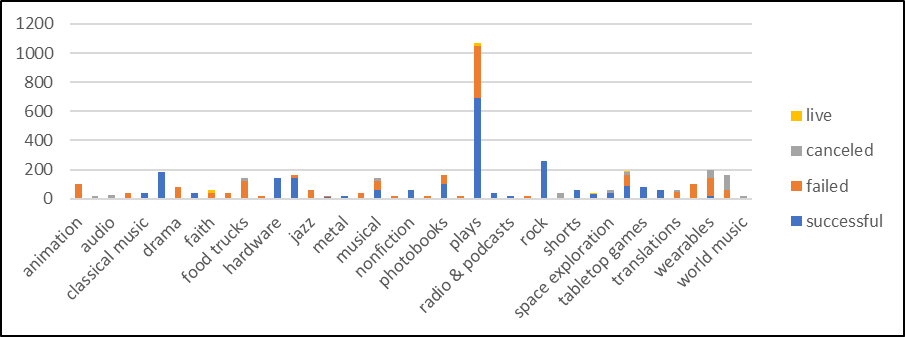 1200
1000
800
600
400
200
0
animation
audio
classical music
drama
faith
food trucks
hardware
jazz
metal
musical
nonfiction
photobooks
plays
radio & podcasts
rock
shorts
space exploration
tabletop games
translations
wearables
world music
live
canceled
failed
successful